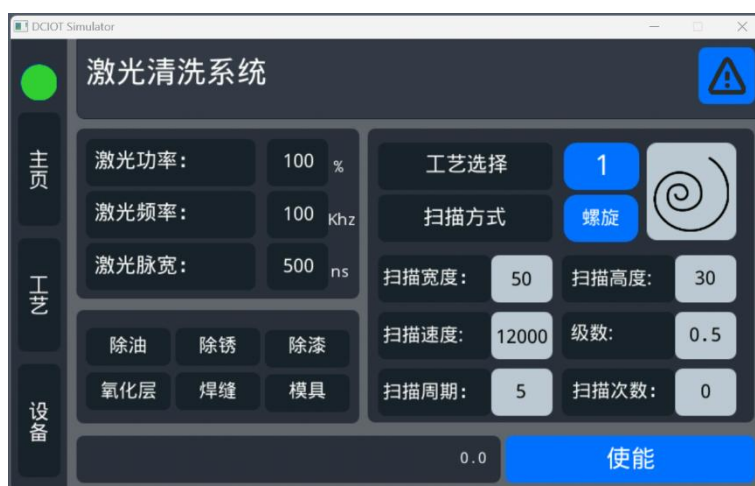 DCIOT Simulator
激光清洗系统
主页
工艺
设备
激光功率: 100 %
激光频率: 100 Khz
激光脉宽: 500 ns
除油 除锈 除漆
氧化层 焊缝 模具
工艺选择 1
扫描方式 螺旋
扫描宽度: 50 扫描高度: 30
扫描速度: 12000 级数: 0.5
扫描周期: 5 扫描次数: 0
0.0 使能